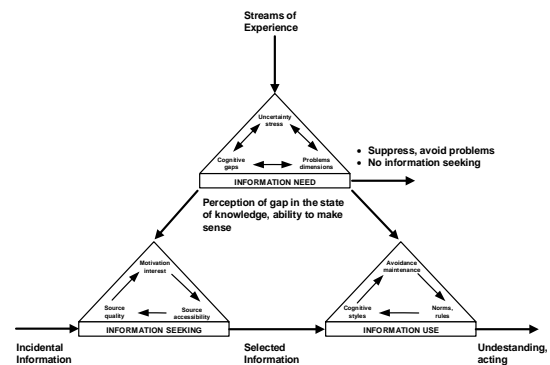 Streams of
Experience
Uncertainty
stress
Cognitive
gaps
Problems
dimensions
INFORMATION NEED
• Suppress, avoid problems
• No information seeking
Perception of gap in the state
of knowledge, ability to make
sense
Motivation
interest
Source
quality
Source
accessibility
INFORMATION SEEKING
Avoidance
maintenance
Cognitive
styles
Norms,
rules
INFORMATION USE
Incidental
Information
Selected
Information
Undestanding,
acting